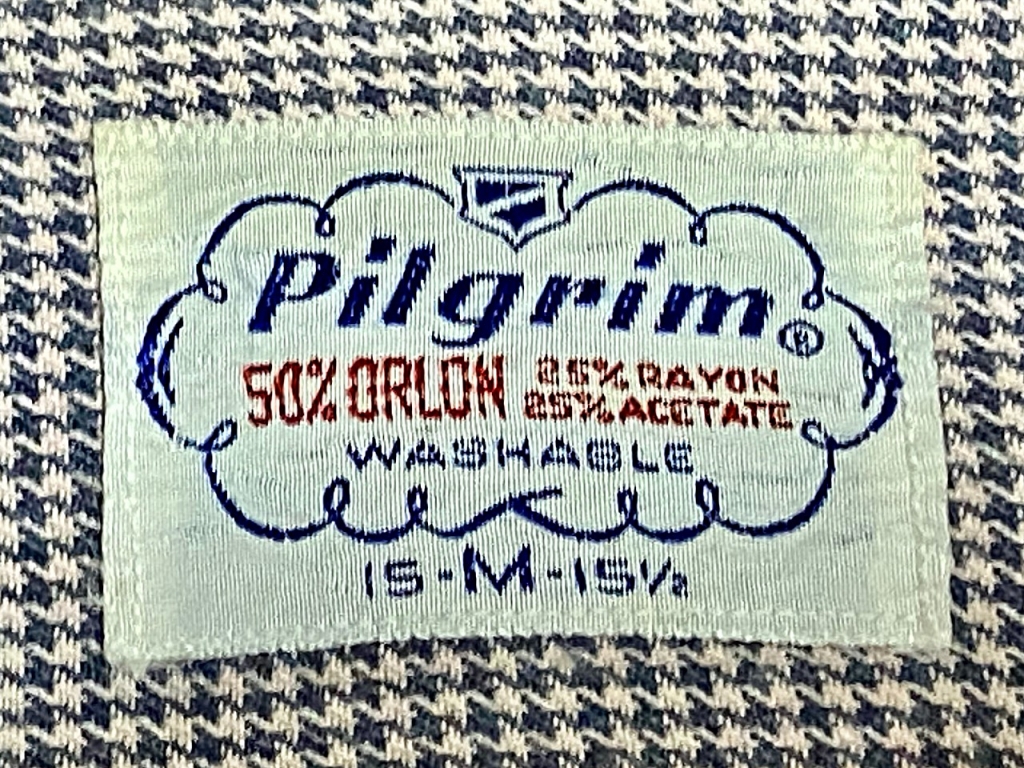 Pilgrim®
50% ORLON 25% RAYON
25% ACETATE
WASHABLE
15-M-15½